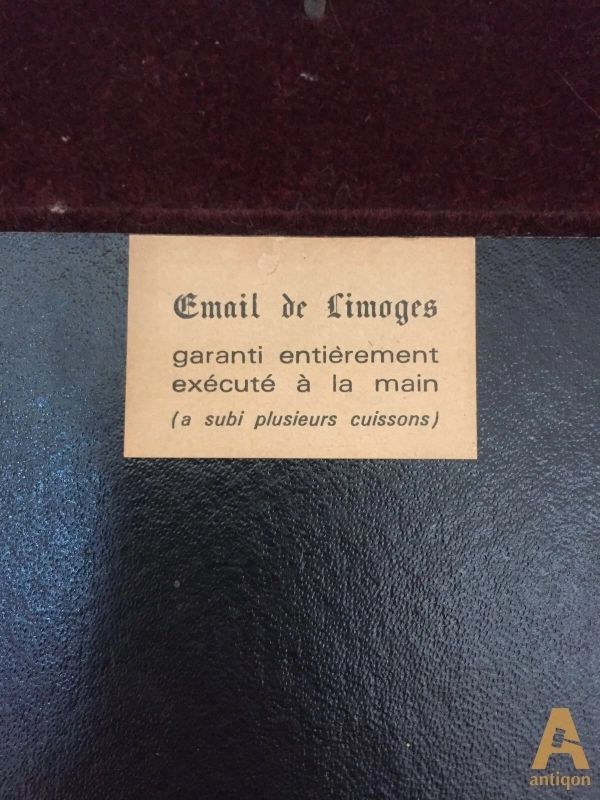 Email de Limoges
garanti entièrement
exécuté à la main
(a subi plusieurs cuissons)
A
antiqon